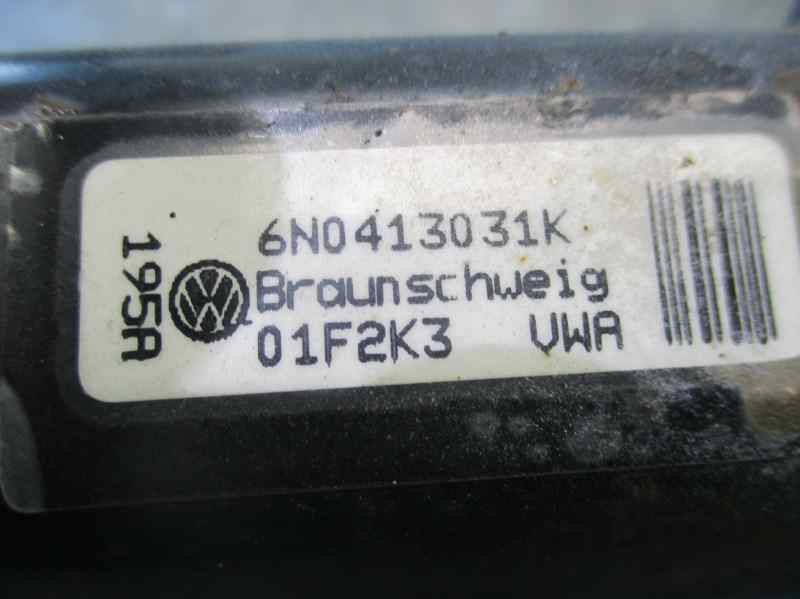 6N0413031K
Braunschweig
01F2K3 VWA
195A